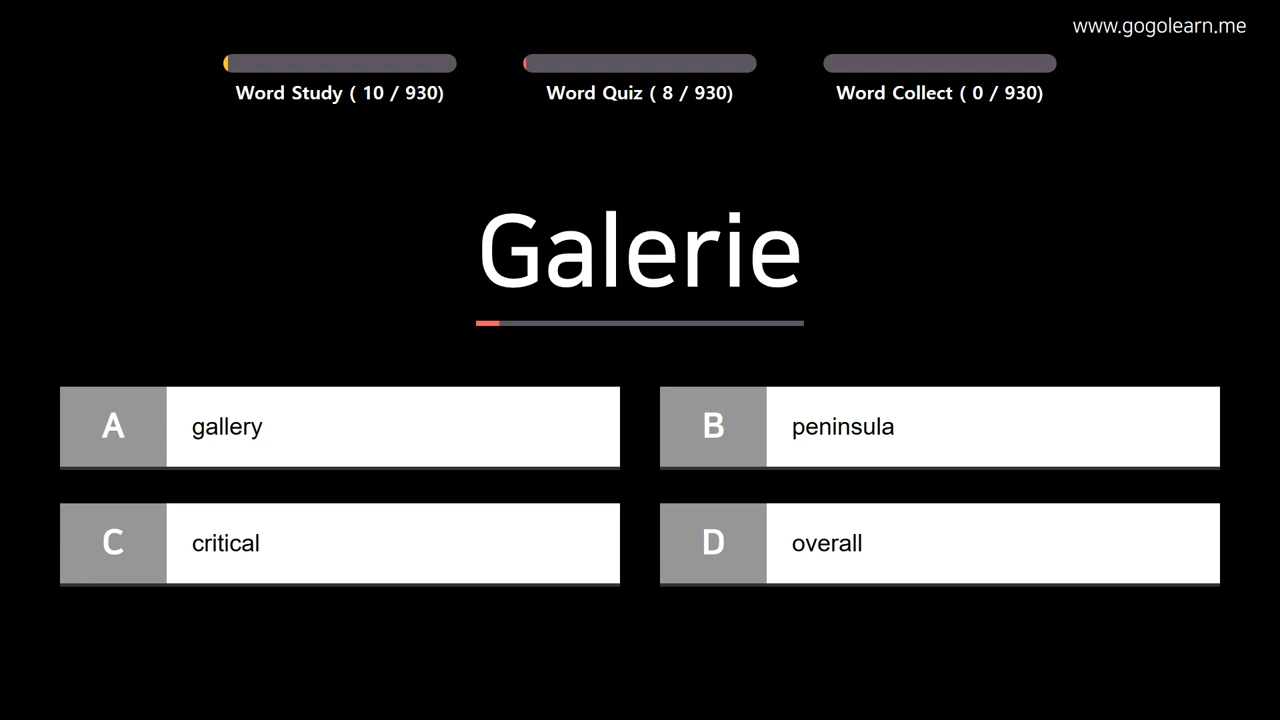 www.gogolearn.me
Word Study ( 10 / 930)
Word Quiz ( 8 / 930)
Word Collect ( 0 / 930)
Galerie
A gallery
B peninsula
C critical
D overall